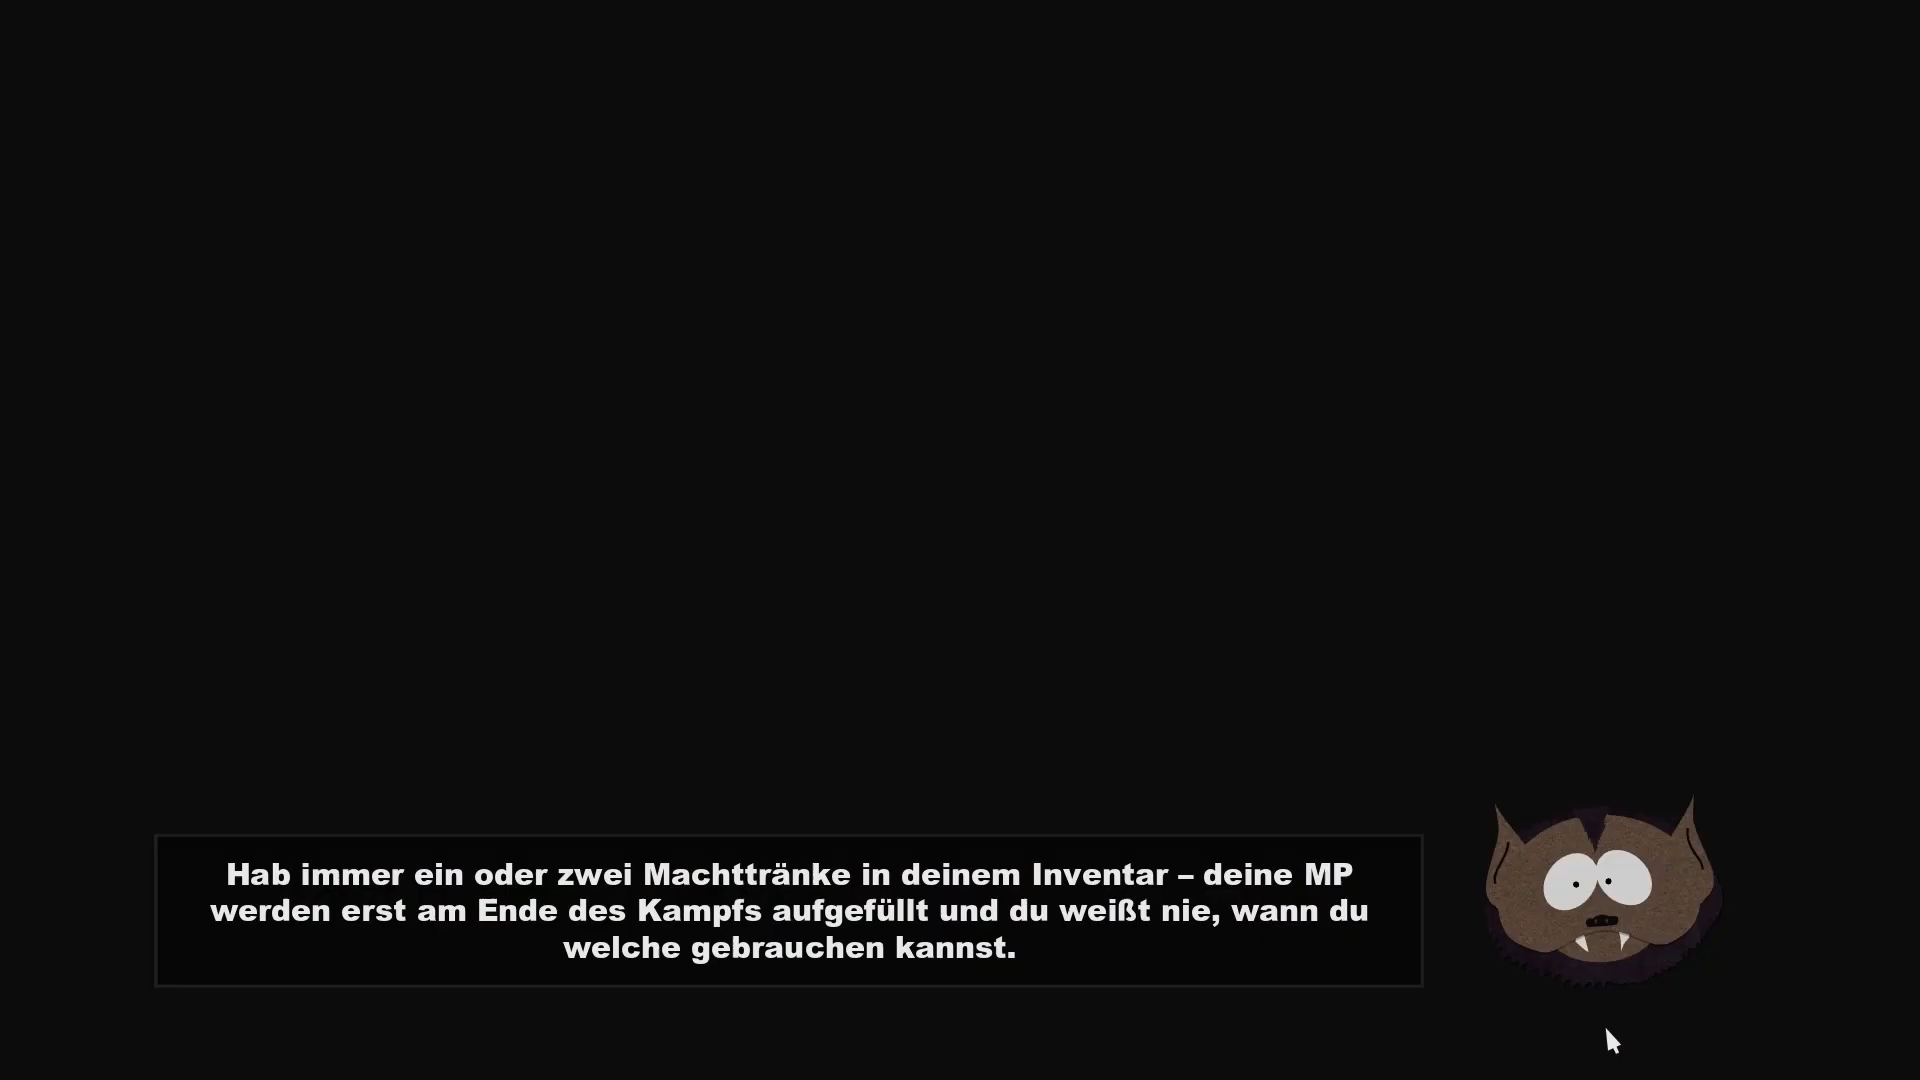 Hab immer ein oder zwei Machttränke in deinem Inventar – deine MP
werden erst am Ende des Kampfs aufgefüllt und du weißt nie, wann du
welche gebrauchen kannst.